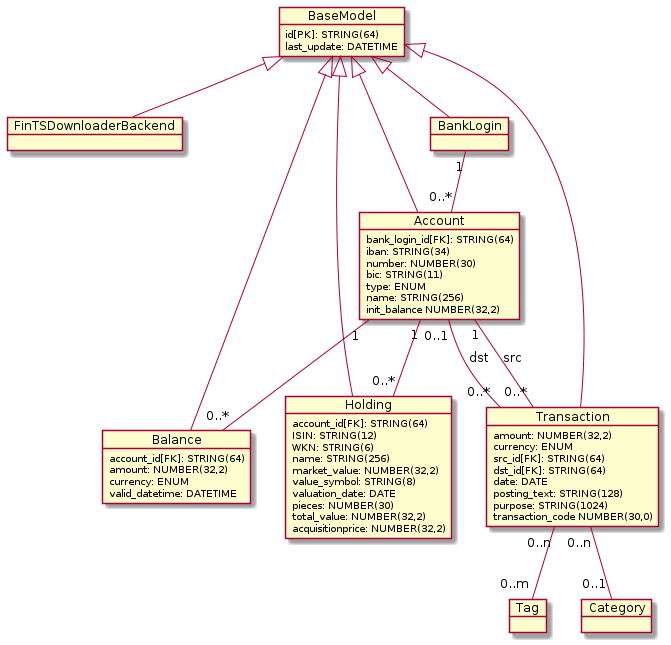 BaseModel
id[PK]: STRING(64)
last_update: DATETIME
FinTSDownloaderBackend
BankLogin
1
0..*
Account
bank_login_id[FK]: STRING(64)
iban: STRING(34)
number: NUMBER(30)
bic: STRING(11)
type: ENUM
name: STRING(256)
init_balance NUMBER(32,2)
1
1
0..1
1
dst
src
0..*
0..*
0..*
0..*
Balance
account_id[FK]: STRING(64)
amount: NUMBER(32,2)
currency: ENUM
valid_datetime: DATETIME
Holding
account_id[FK]: STRING(64)
ISIN: STRING(12)
WKN: STRING(6)
name: STRING(256)
market_value: NUMBER(32,2)
value_symbol: STRING(8)
valuation_date: DATE
pieces: NUMBER(30)
total_value: NUMBER(32,2)
acquisitionprice: NUMBER(32,2)
Transaction
amount: NUMBER(32,2)
currency: ENUM
src_id[FK]: STRING(64)
dst_id[FK]: STRING(64)
date: DATE
posting_text: STRING(128)
purpose: STRING(1024)
transaction_code NUMBER(30,0)
0..n
0..n
0..m
0..1
Tag
Category